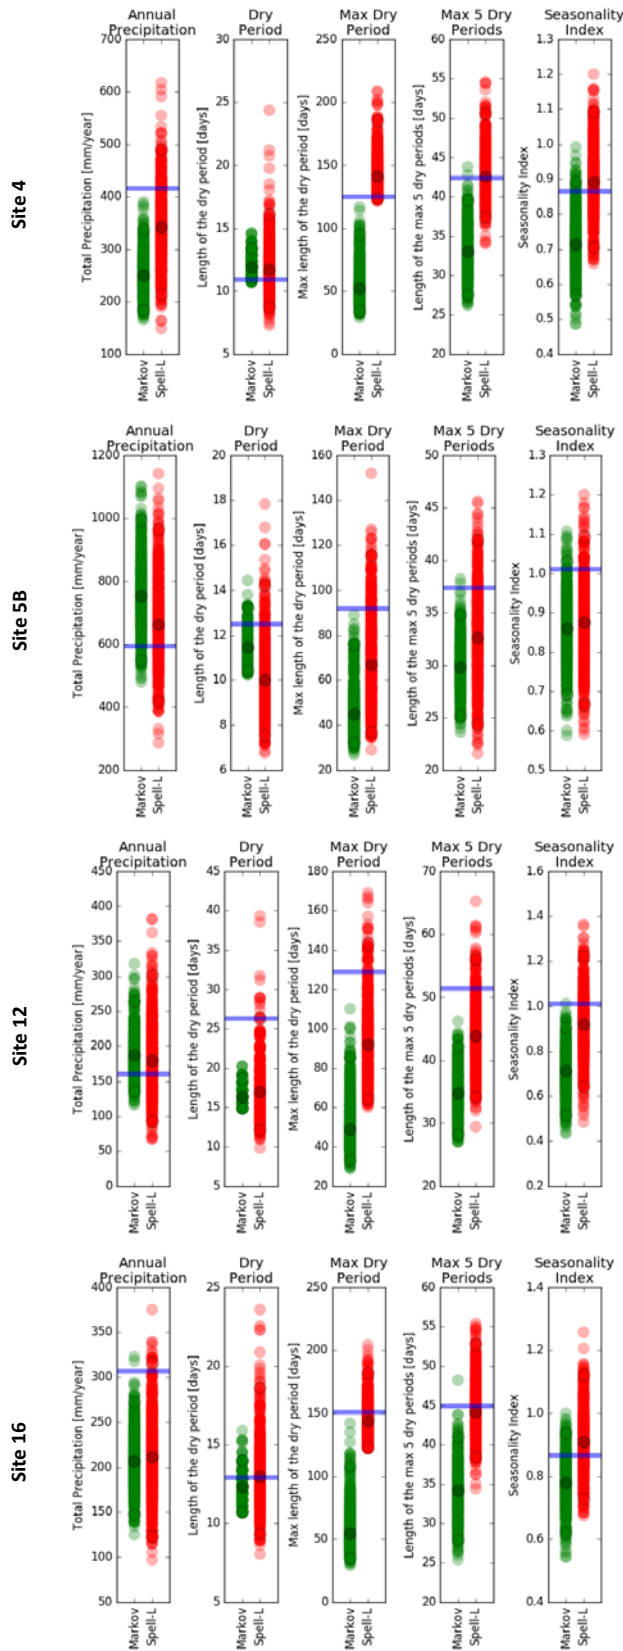 Site 4
Annual
Precipitation
Total Precipitation [mm/year]
700
600
500
400
300
200
100
Markov
Spell-L
Dry
Period
Length of the dry period [days]
30
25
20
15
10
5
Markov
Spell-L
Max Dry
Period
Max length of the dry period [days]
250
200
150
100
50
0
Markov
Spell-L
Max 5 Dry
Periods
Length of the max 5 dry periods [days]
60
55
50
45
40
35
30
25
20
Markov
Spell-L
Seasonality
Index
Seasonality Index
1.3
1.2
1.1
1.0
0.9
0.8
0.7
0.6
0.5
0.4
Markov
Spell-L
Site 5B
Annual
Precipitation
Total Precipitation [mm/year]
1200
1000
800
600
400
200
Markov
Spell-L
Dry
Period
Length of the dry period [days]
20
18
16
14
12
10
8
6
Markov
Spell-L
Max Dry
Period
Max length of the dry period [days]
160
140
120
100
80
60
40
20
Markov
Spell-L
Max 5 Dry
Periods
Length of the max 5 dry periods [days]
50
45
40
35
30
25
20
Markov
Spell-L
Seasonality
Index
Seasonality Index
1.3
1.2
1.1
1.0
0.9
0.8
0.7
0.6
0.5
Markov
Spell-L
Site 12
Annual
Precipitation
Total Precipitation [mm/year]
450
400
350
300
250
200
150
100
50
0
Markov
Spell-L
Dry
Period
Length of the dry period [days]
45
40
35
30
25
20
15
10
5
Markov
Spell-L
Max Dry
Period
Max length of the dry period [days]
180
160
140
120
100
80
60
40
20
Markov
Spell-L
Max 5 Dry
Periods
Length of the max 5 dry periods [days]
70
60
50
40
30
20
Markov
Spell-L
Seasonality
Index
Seasonality Index
1.6
1.4
1.2
1.0
0.8
0.6
0.4
0.2
Markov
Spell-L
Site 16
Annual
Precipitation
Total Precipitation [mm/year]
400
350
300
250
200
150
100
50
Markov
Spell-L
Dry
Period
Length of the dry period [days]
25
20
15
10
5
Markov
Spell-L
Max Dry
Period
Max length of the dry period [days]
250
200
150
100
50
0
Markov
Spell-L
Max 5 Dry
Periods
Length of the max 5 dry periods [days]
60
55
50
45
40
35
30
25
20
Markov
Spell-L
Seasonality
Index
Seasonality Index
1.4
1.2
1.0
0.8
0.6
0.4
Markov
Spell-L